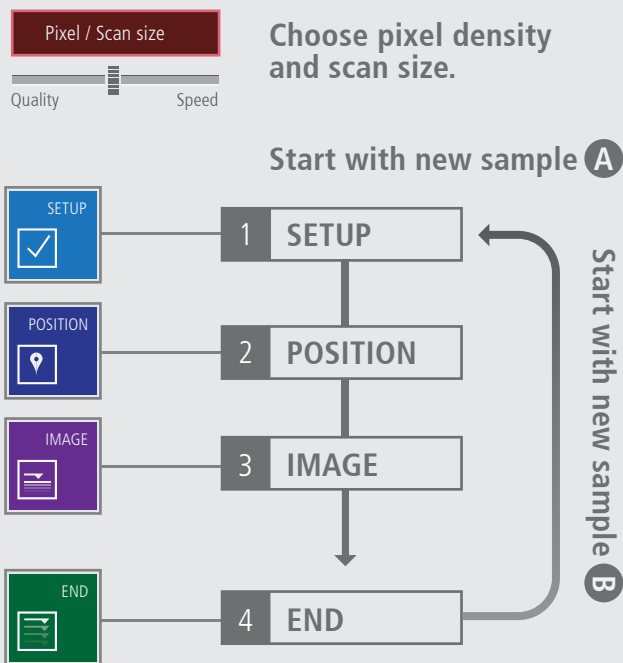 Pixel / Scan size
Quality Speed
Choose pixel density
and scan size.
Start with new sample A
SETUP
1 SETUP
POSITION
2 POSITION
IMAGE
3 IMAGE
END
4 END
Start with new sample B